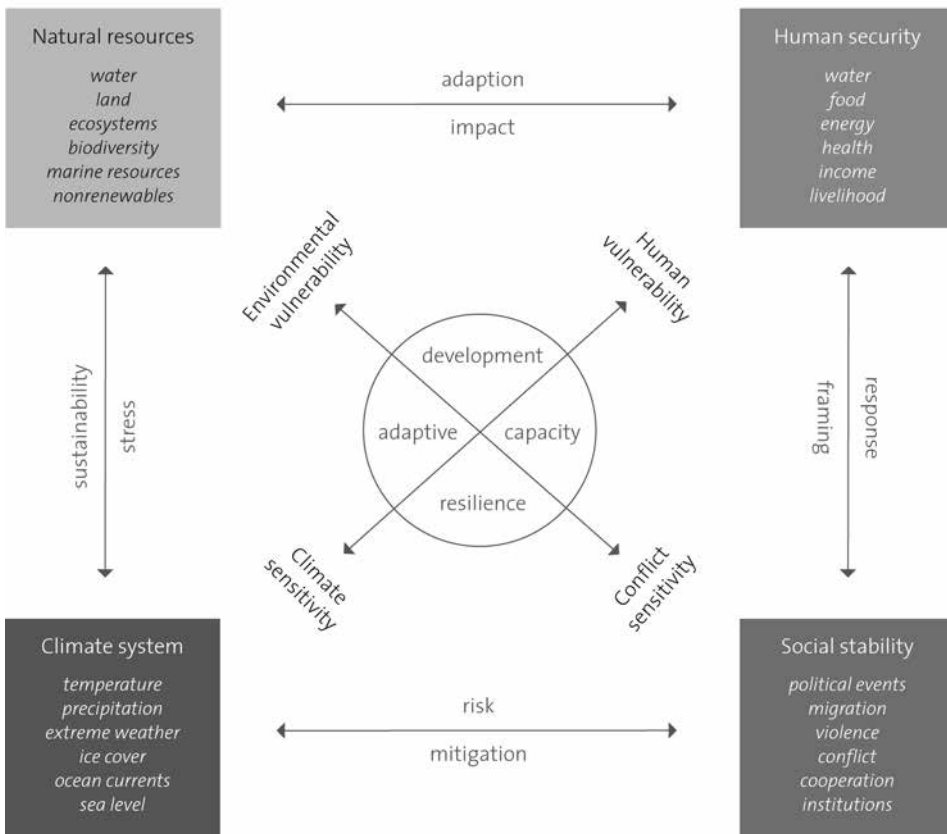 Natural resources
water
land
ecosystems
biodiversity
marine resources
nonrenewables
adaption
impact
Human security
water
food
energy
health
income
livelihood
Environmental
vulnerability
Human
vulnerability
sustainability
stress
development
adaptive
capacity
resilience
framing
response
Climate
sensitivity
Conflict
sensitivity
Climate system
temperature
precipitation
extreme weather
ice cover
ocean currents
sea level
risk
mitigation
Social stability
political events
migration
violence
conflict
cooperation
institutions